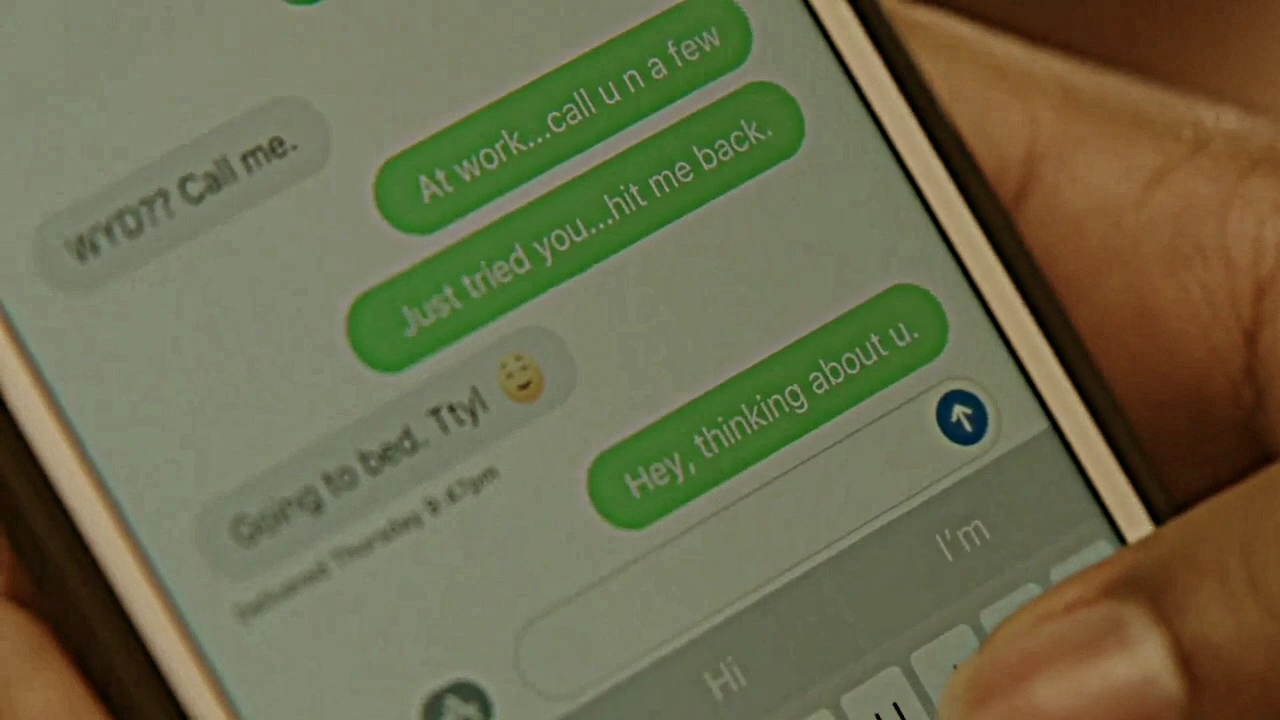 WYD?? Call me.
At work...call u n a few
Just tried you...hit me back.
Going to bed. Ttyl
Delivered Thursday 9:47pm
Hey, thinking about u.
Hi
I'm